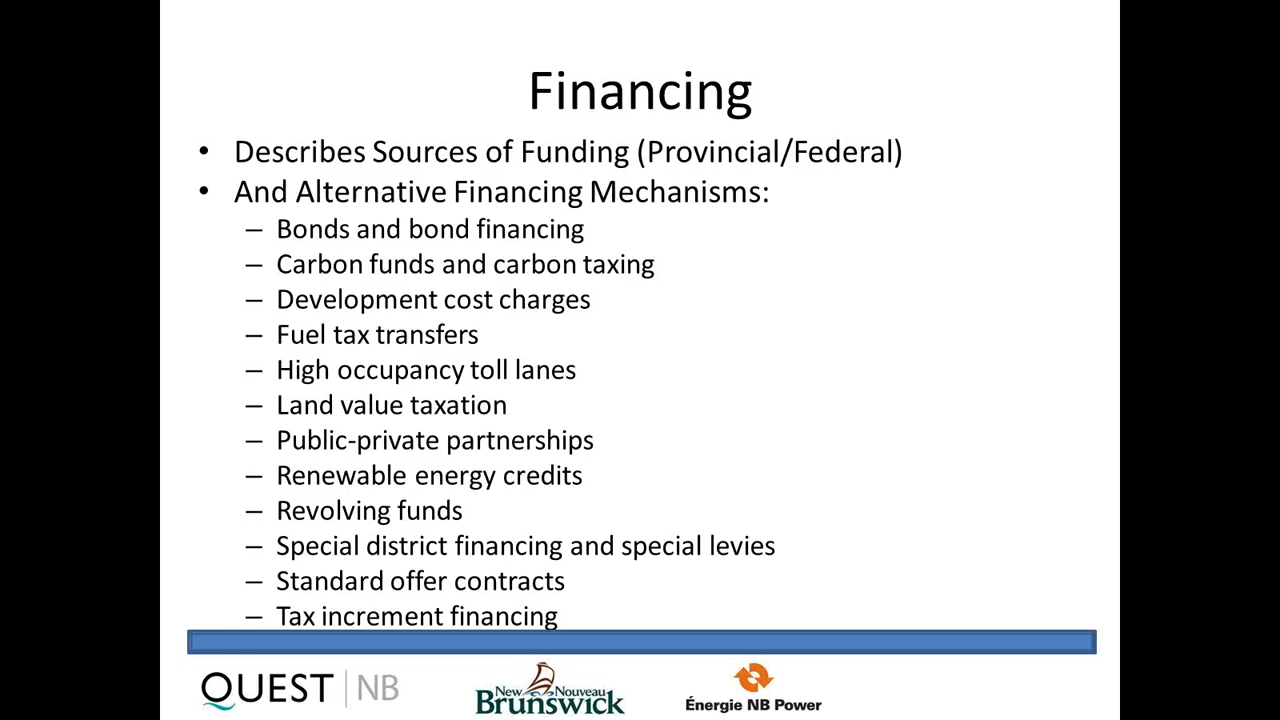 Financing
• Describes Sources of Funding (Provincial/Federal)
• And Alternative Financing Mechanisms:
– Bonds and bond financing
– Carbon funds and carbon taxing
– Development cost charges
– Fuel tax transfers
– High occupancy toll lanes
– Land value taxation
– Public-private partnerships
– Renewable energy credits
– Revolving funds
– Special district financing and special levies
– Standard offer contracts
– Tax increment financing
QUEST | NB
New Nouveau
Brunswick
Énergie NB Power